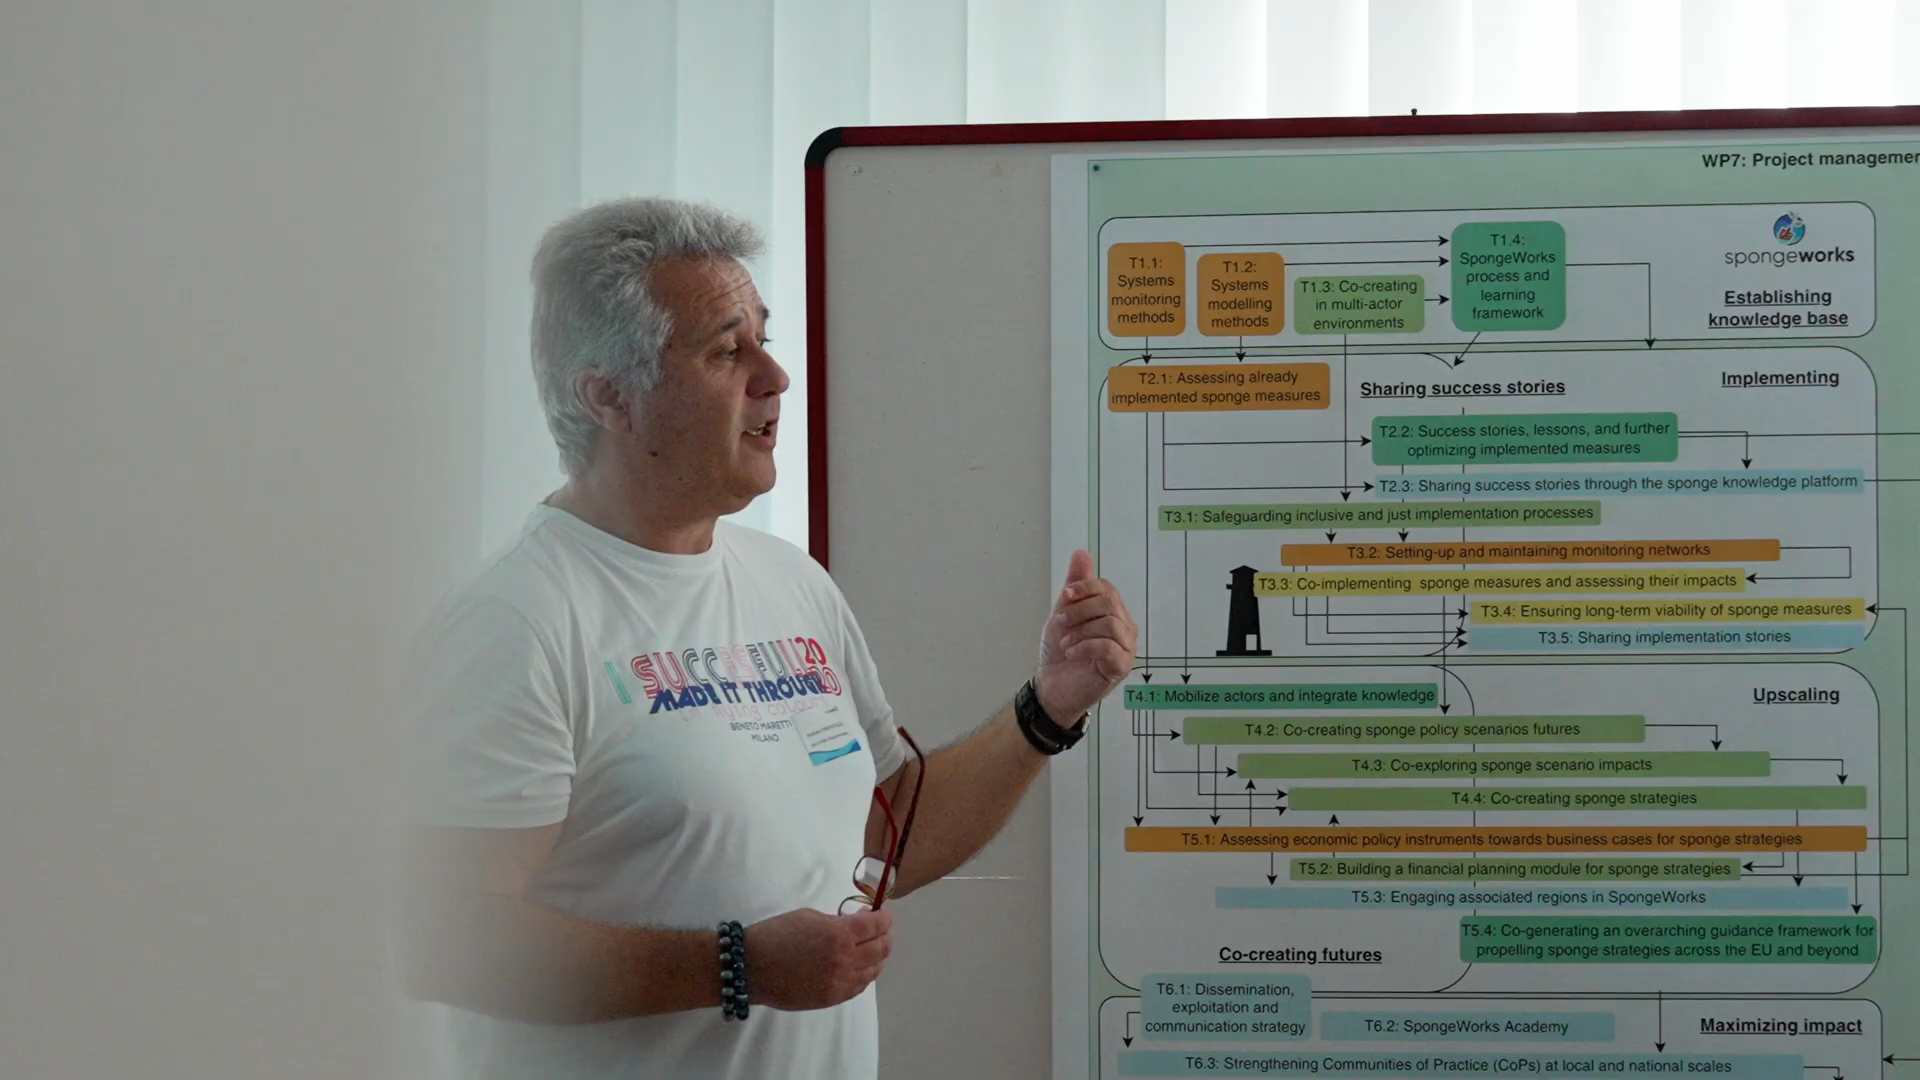 WP7: Project managemen
spongeworks
Establishing
knowledge base
T1.1:
Systems
monitoring
methods
T1.2:
Systems
modelling
methods
T1.3: Co-creating
in multi-actor
environments
T1.4:
SpongeWorks
process and
learning
framework
Implementing
T2.1: Assessing already
implemented sponge measures
Sharing success stories
T2.2: Success stories, lessons, and further
optimizing implemented measures
T2.3: Sharing success stories through the sponge knowledge platform
T3.1: Safeguarding inclusive and just implementation processes
T3.2: Setting-up and maintaining monitoring networks
T3.3: Co-implementing sponge measures and assessing their impacts
T3.4: Ensuring long-term viability of sponge measures
T3.5: Sharing implementation stories
Upscaling
T4.1: Mobilize actors and integrate knowledge
T4.2: Co-creating sponge policy scenarios futures
T4.3: Co-exploring sponge scenario impacts
T4.4: Co-creating sponge strategies
T5.1: Assessing economic policy instruments towards business cases for sponge strategies
T5.2: Building a financial planning module for sponge strategies
T5.3: Engaging associated regions in SpongeWorks
T5.4: Co-generating an overarching guidance framework for
propelling sponge strategies across the EU and beyond
Co-creating futures
T6.1: Dissemination,
exploitation and
communication strategy
T6.2: SpongeWorks Academy
Maximizing impact
T6.3: Strengthening Communities of Practice (CoPs) at local and national scales
I SUCCESFUL 2020
MADE IT THROUGH
BENETO MARETTI
MILANO